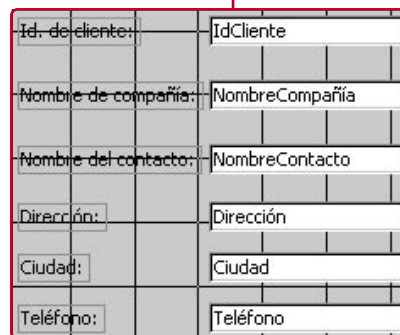 Id. de cliente: IdCliente
Nombre de compañía: NombreCompañía
Nombre del contacto: NombreContacto
Dirección: Dirección
Ciudad: Ciudad
Teléfono: Teléfono